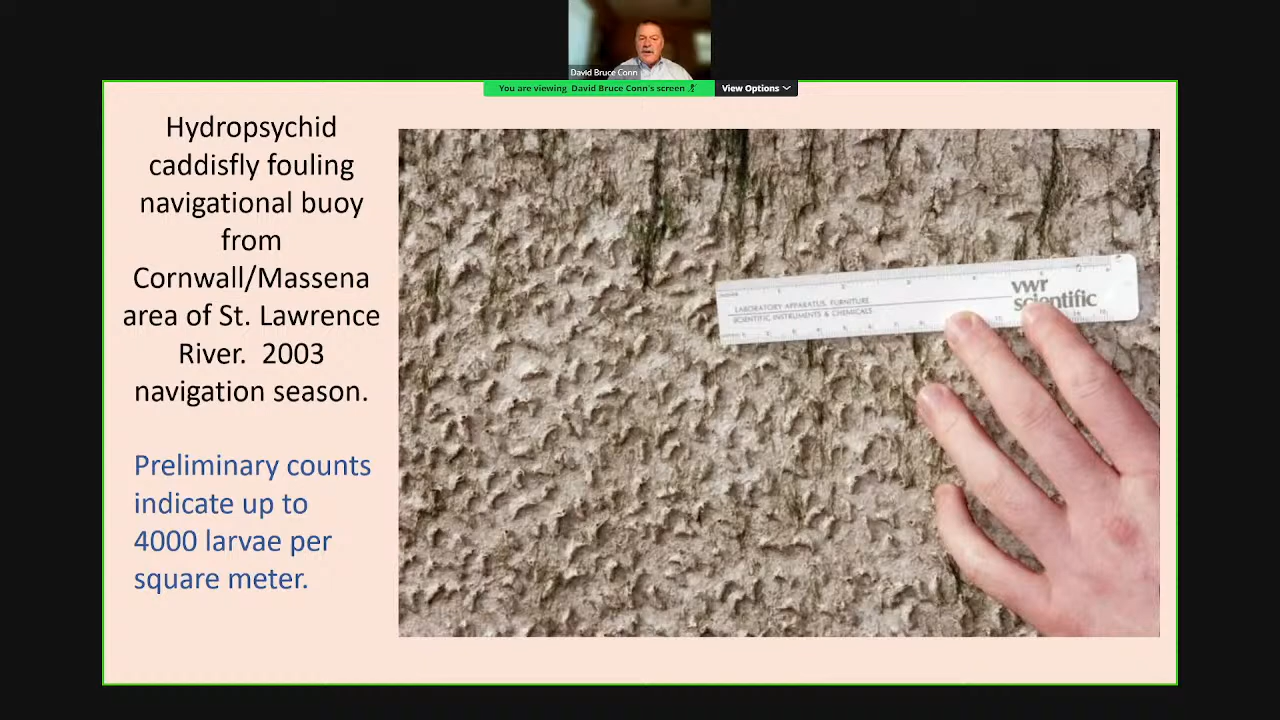 David Bruce Conn
You are viewing David Bruce Conn's screen
View Options
Hydropsychid
caddisfly fouling
navigational buoy
from
Cornwall/Massena
area of St. Lawrence
River. 2003
navigation season.
Preliminary counts
indicate up to
4000 larvae per
square meter.
vwr
scientific
LABORATORY APPARATUS, FURNITURE
SCIENTIFIC INSTRUMENTS & CHEMICALS